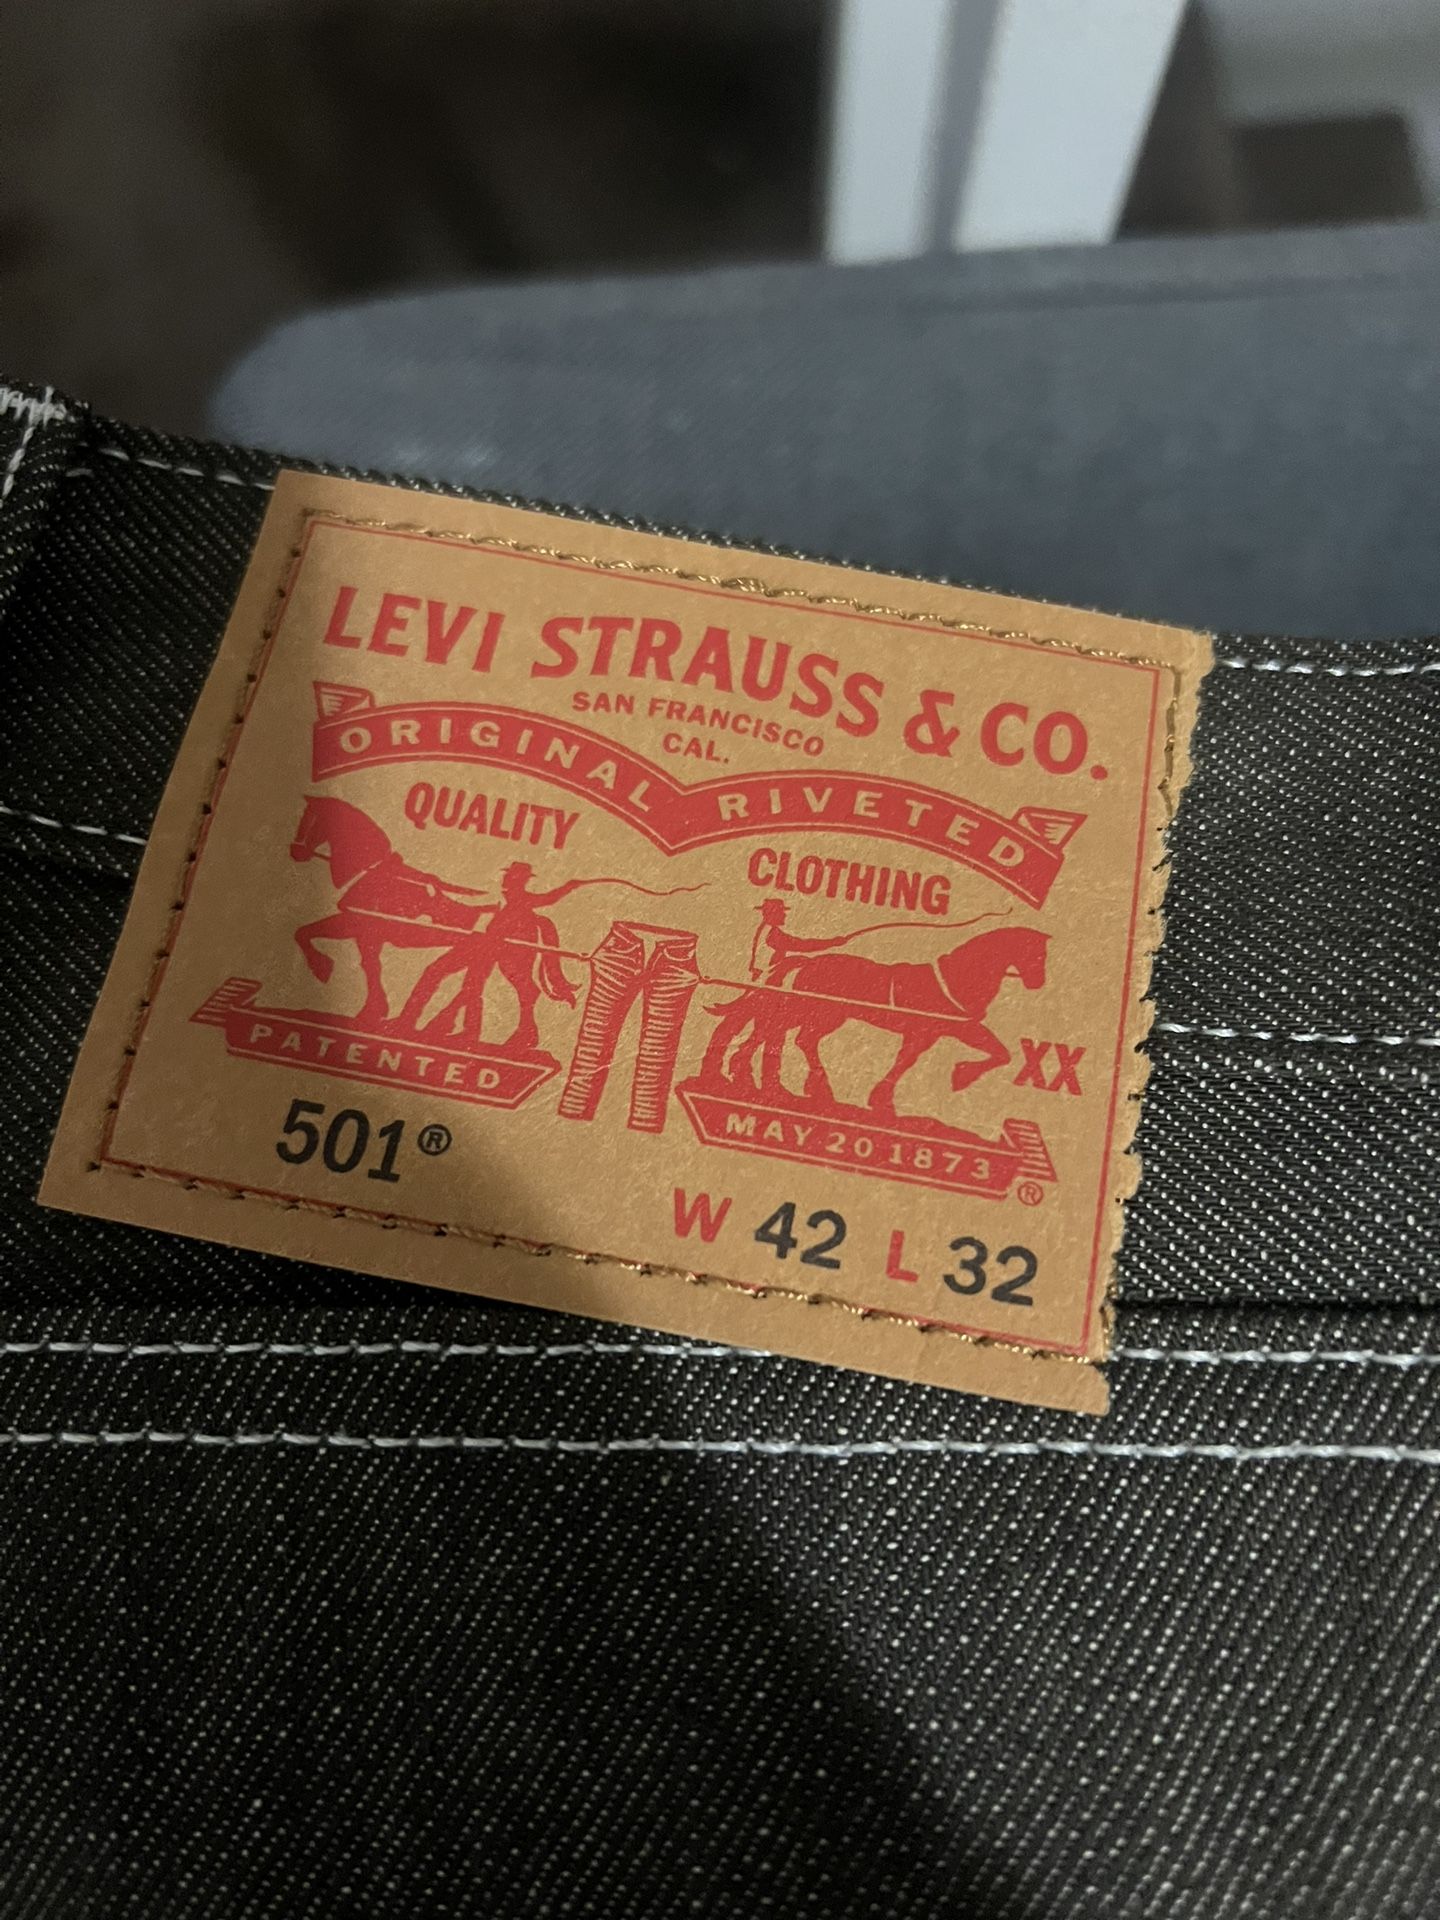 LEVI STRAUSS & CO.
SAN FRANCISCO
CAL.
ORIGINAL RIVETED
QUALITY
CLOTHING
XX
PATENTED
MAY 20 1873
®
501®
W 42 L 32